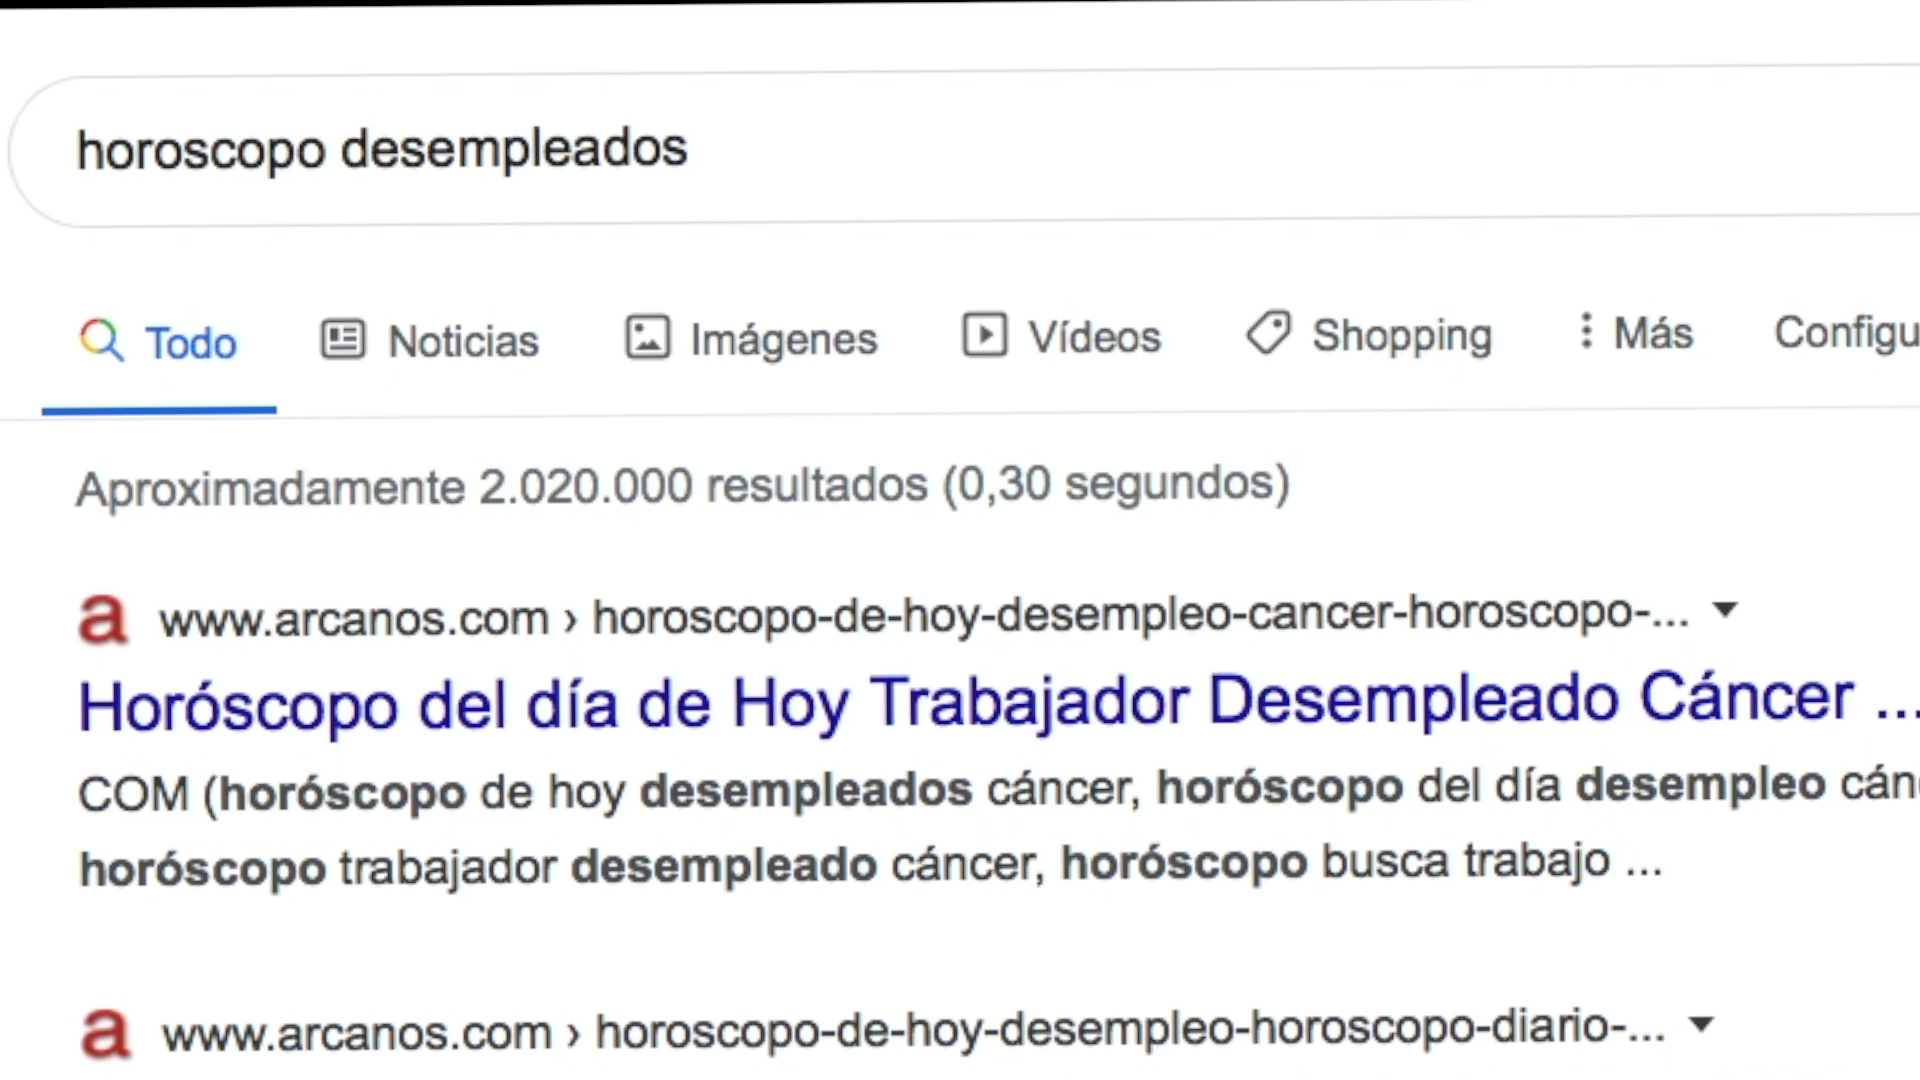 horoscopo desempleados
Todo Noticias Imágenes Vídeos Shopping Más Configu
Aproximadamente 2.020.000 resultados (0,30 segundos)
a www.arcanos.com › horoscopo-de-hoy-desempleo-cancer-horoscopo-...
Horóscopo del día de Hoy Trabajador Desempleado Cáncer ...
COM (horóscopo de hoy desempleados cáncer, horóscopo del día desempleo cánc
horóscopo trabajador desempleado cáncer, horóscopo busca trabajo ...
a www.arcanos.com › horoscopo-de-hoy-desempleo-horoscopo-diario-...